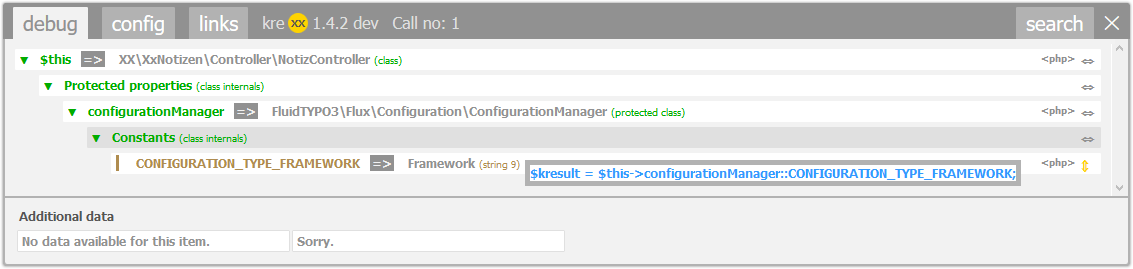 debug config links kre xx 1.4.2 dev Call no: 1 search
$this => XX\XxNotizen\Controller\NotizController (class) <php>
Protected properties (class internals)
configurationManager => FluidTYPO3\Flux\Configuration\ConfigurationManager (protected class) <php>
Constants (class internals)
CONFIGURATION_TYPE_FRAMEWORK => Framework (string 9) <php>
$kresult = $this->configurationManager::CONFIGURATION_TYPE_FRAMEWORK;
Additional data
No data available for this item. Sorry.